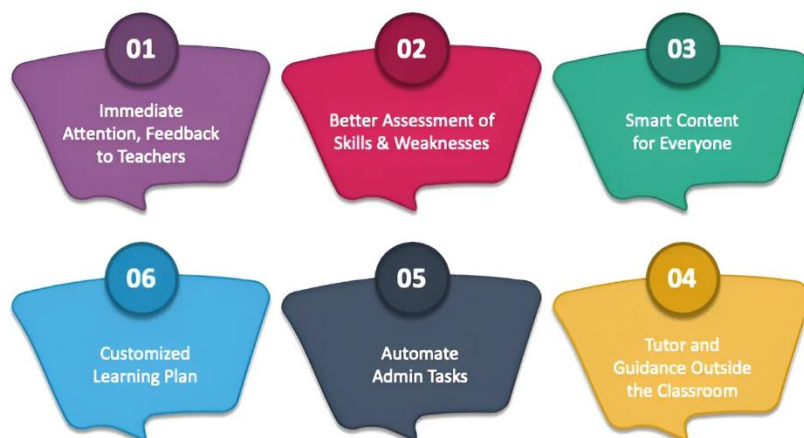 01
Immediate
Attention, Feedback
to Teachers
02
Better Assessment of
Skills & Weaknesses
03
Smart Content
for Everyone
06
Customized
Learning Plan
05
Automate
Admin Tasks
04
Tutor and
Guidance Outside
the Classroom